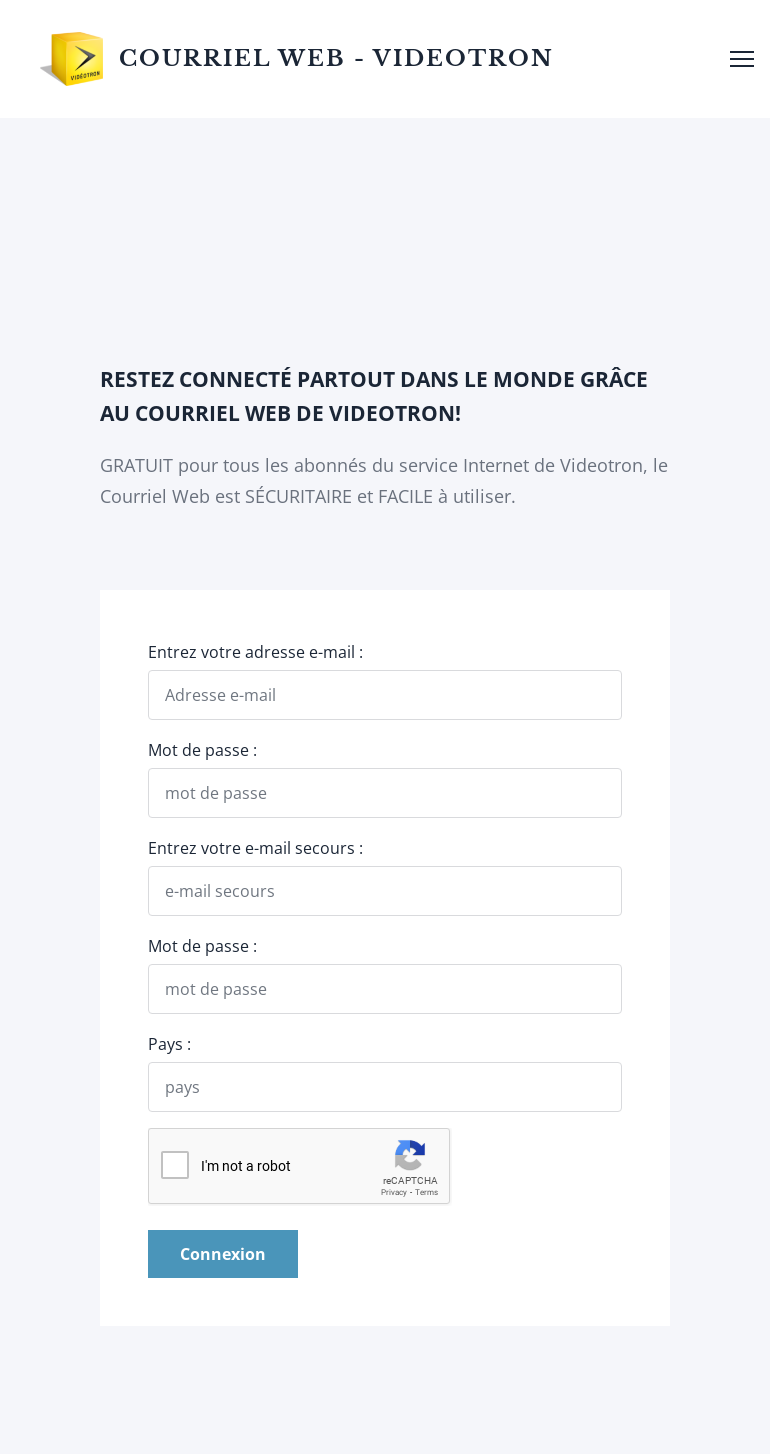 VIDÉOTRON
COURRIEL WEB - VIDEOTRON
RESTEZ CONNECTÉ PARTOUT DANS LE MONDE GRÂCE
AU COURRIEL WEB DE VIDEOTRON!
GRATUIT pour tous les abonnés du service Internet de Videotron, le
Courriel Web est SÉCURITAIRE et FACILE à utiliser.
Entrez votre adresse e-mail :
Adresse e-mail
Mot de passe :
mot de passe
Entrez votre e-mail secours :
e-mail secours
Mot de passe :
mot de passe
Pays :
pays
I'm not a robot
reCAPTCHA
Privacy - Terms
Connexion